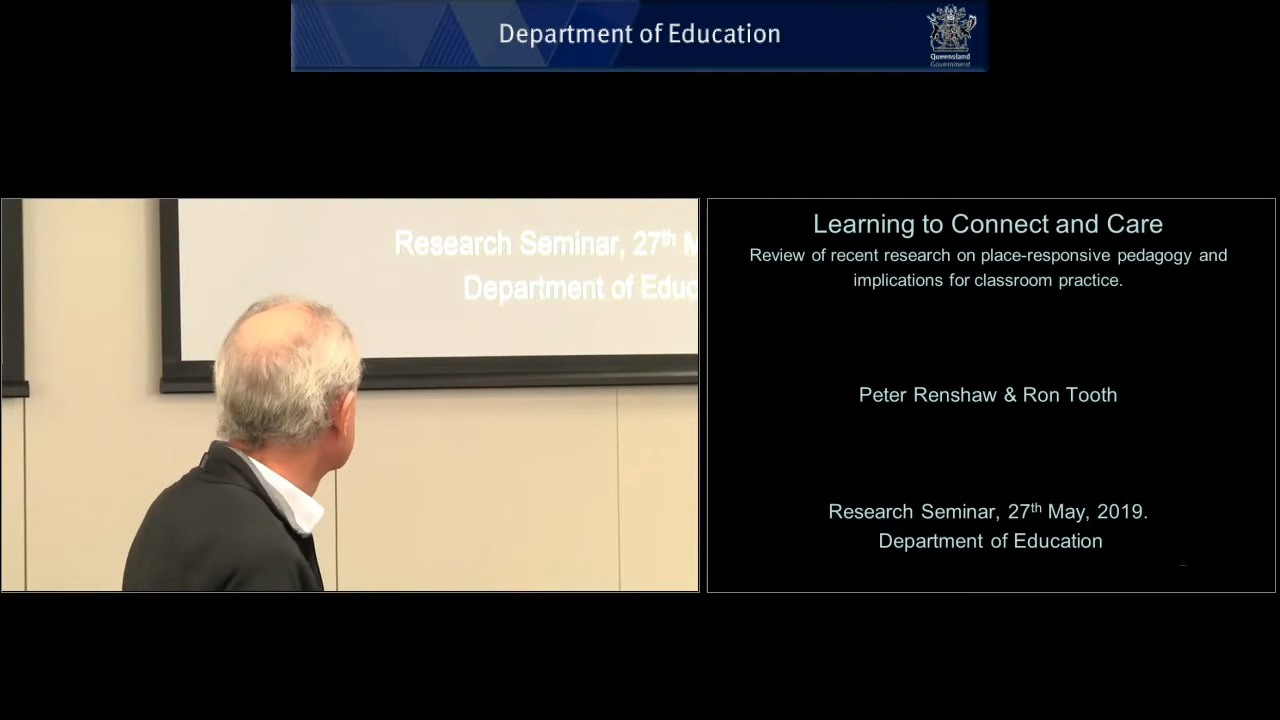 Department of Education
Queensland
Government
Research Seminar, 27th M
Department of Educ
Learning to Connect and Care
Review of recent research on place-responsive pedagogy and
implications for classroom practice.
Peter Renshaw & Ron Tooth
Research Seminar, 27th May, 2019.
Department of Education